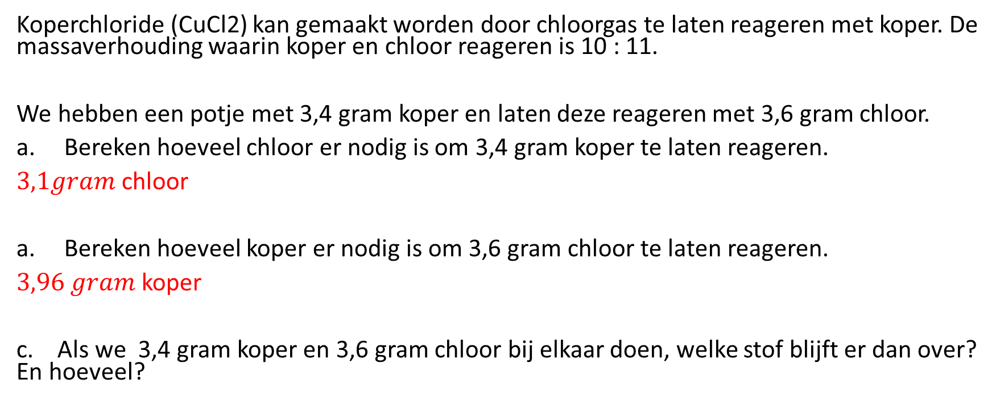 Koperchloride (CuCl2) kan gemaakt worden door chloorgas te laten reageren met koper. De
massaverhouding waarin koper en chloor reageren is 10 : 11.
We hebben een potje met 3,4 gram koper en laten deze reageren met 3,6 gram chloor.
a. Bereken hoeveel chloor er nodig is om 3,4 gram koper te laten reageren.
3,1gram chloor
a. Bereken hoeveel koper er nodig is om 3,6 gram chloor te laten reageren.
3,96 gram koper
c. Als we 3,4 gram koper en 3,6 gram chloor bij elkaar doen, welke stof blijft er dan over?
En hoeveel?